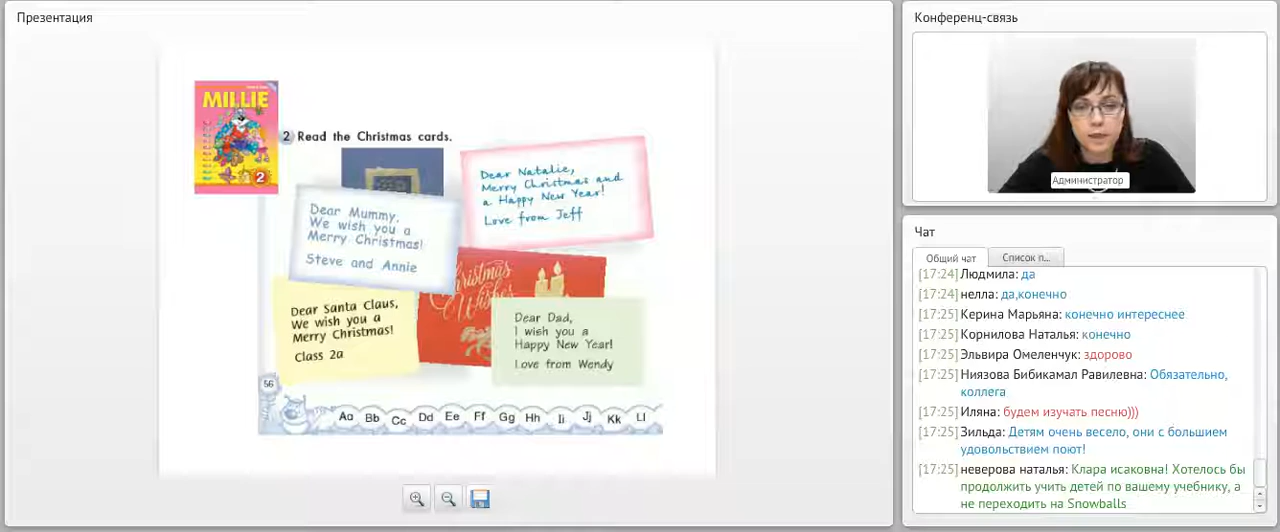 Презентация
MILLIE
2
2 Read the Christmas cards.
Dear Natalie,
Merry Christmas and
a Happy New Year!
Love from Jeff
Dear Mummy,
We wish you a
Merry Christmas!
Steve and Annie
Christmas
Wishes
Dear Santa Claus,
We wish you a
Merry Christmas!
Class 2a
Dear Dad,
I wish you a
Happy New Year!
Love from Wendy
56
Aa Bb Cc Dd Ee Ff Gg Hh Ii Jj Kk Ll
Конференц-связь
Администратор
Чат
Общий чат
Список п...
[17:24] Людмила: да
[17:24] нелла: да,конечно
[17:25] Керина Марьяна: конечно интереснее
[17:25] Корнилова Наталья: конечно
[17:25] Эльвира Омеленчук: здорово
[17:25] Ниязова Бибикамал Равилевна: Обязательно,
коллега
[17:25] Иляна: будем изучать песню)))
[17:25] Зильда: Детям очень весело, они с большием
удовольствием поют!
[17:25] неверова наталья: Клара исаковна! Хотелось бы
продолжить учить детей по вашему учебнику, а
не переходить на Snowballs